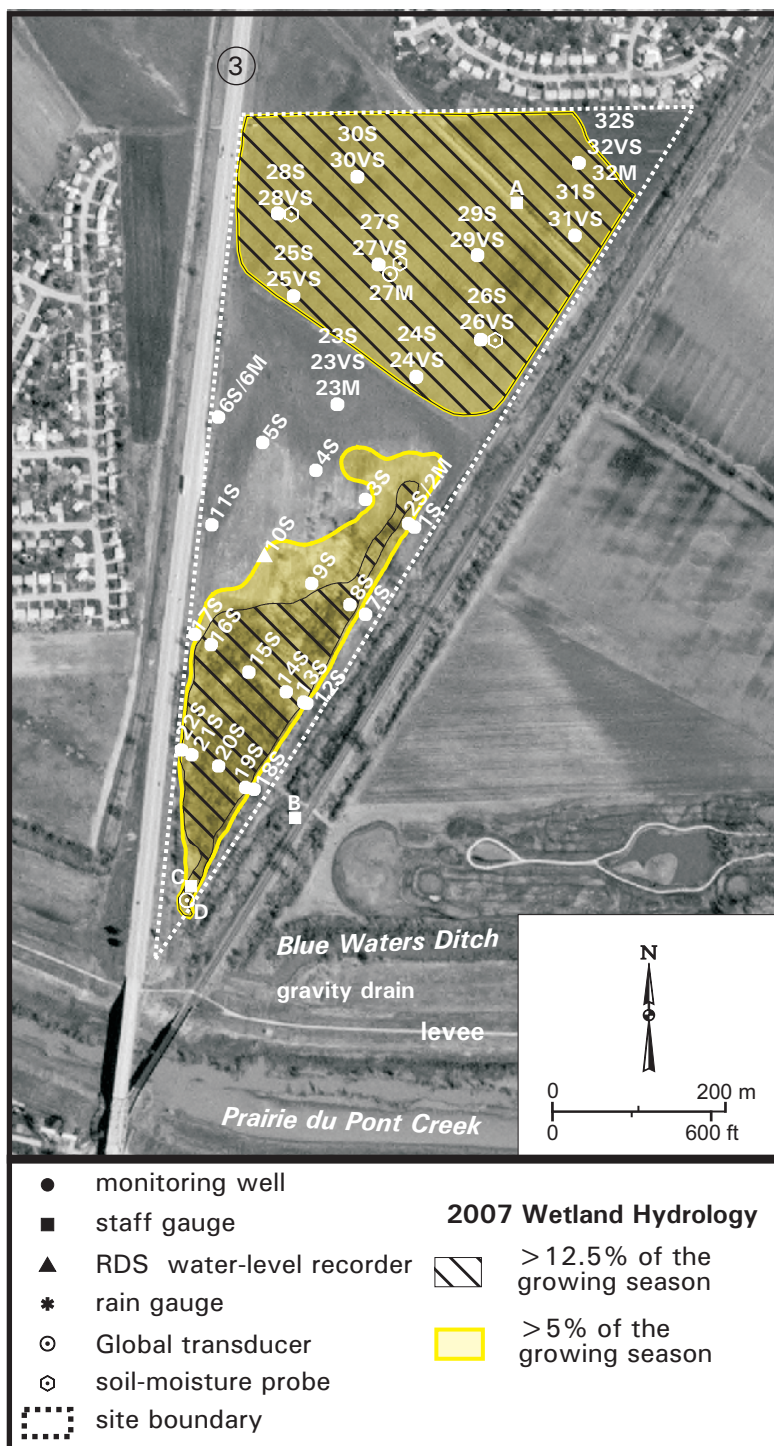 3
32S
32VS
32M
30S
30VS
28S
28VS
A
31S
31VS
27S
27VS
27M
29S
29VS
25S
25VS
26S
26VS
23S
23VS
23M
24S
24VS
6S/6M
5S
4S
3S
2S/2M
1S
11S
10S
9S
8S
7S
17S
16S
15S
14S
13S
12S
22S
21S
20S
19S
18S
B
C
D
Blue Waters Ditch
gravity drain
levee
Prairie du Pont Creek
N
0 200 m
0 600 ft
monitoring well
staff gauge
RDS water-level recorder
rain gauge
Global transducer
soil-moisture probe
site boundary
2007 Wetland Hydrology
>12.5% of the
growing season
>5% of the
growing season